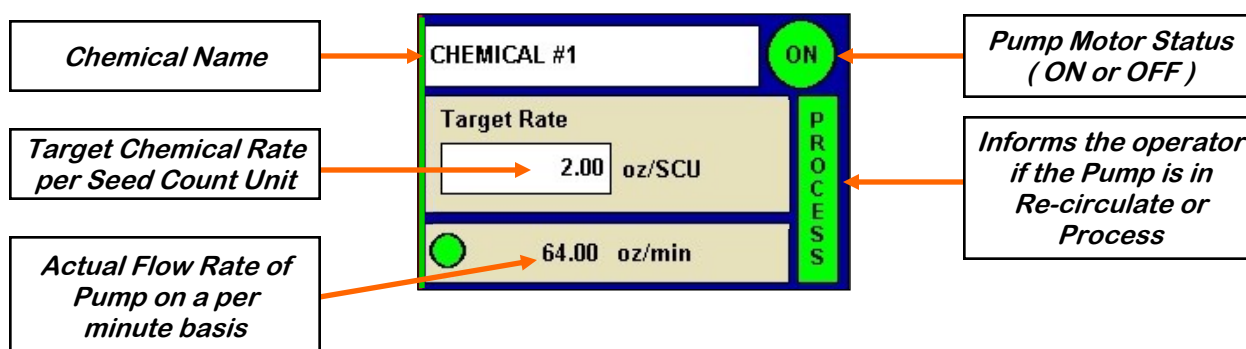 Chemical Name
Target Chemical Rate
per Seed Count Unit
Actual Flow Rate of
Pump on a per
minute basis
CHEMICAL #1
ON
Target Rate
2.00 oz/SCU
64.00 oz/min
PROCESS
Pump Motor Status
( ON or OFF )
Informs the operator
if the Pump is in
Re-circulate or
Process